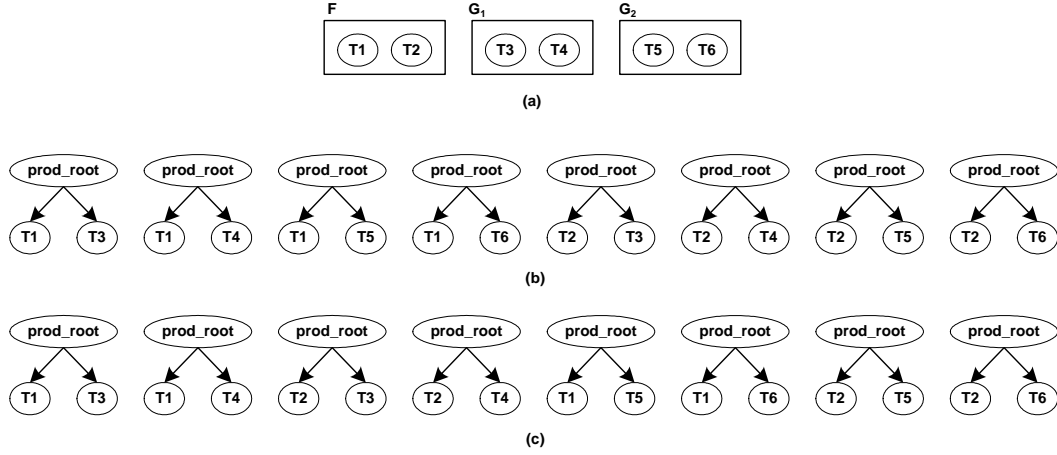 F G₁ G₂
T1 T2 T3 T4 T5 T6
(a)
prod_root prod_root prod_root prod_root prod_root prod_root prod_root prod_root
T1 T3 T1 T4 T1 T5 T1 T6 T2 T3 T2 T4 T2 T5 T2 T6
(b)
prod_root prod_root prod_root prod_root prod_root prod_root prod_root prod_root
T1 T3 T1 T4 T2 T3 T2 T4 T1 T5 T1 T6 T2 T5 T2 T6
(c)